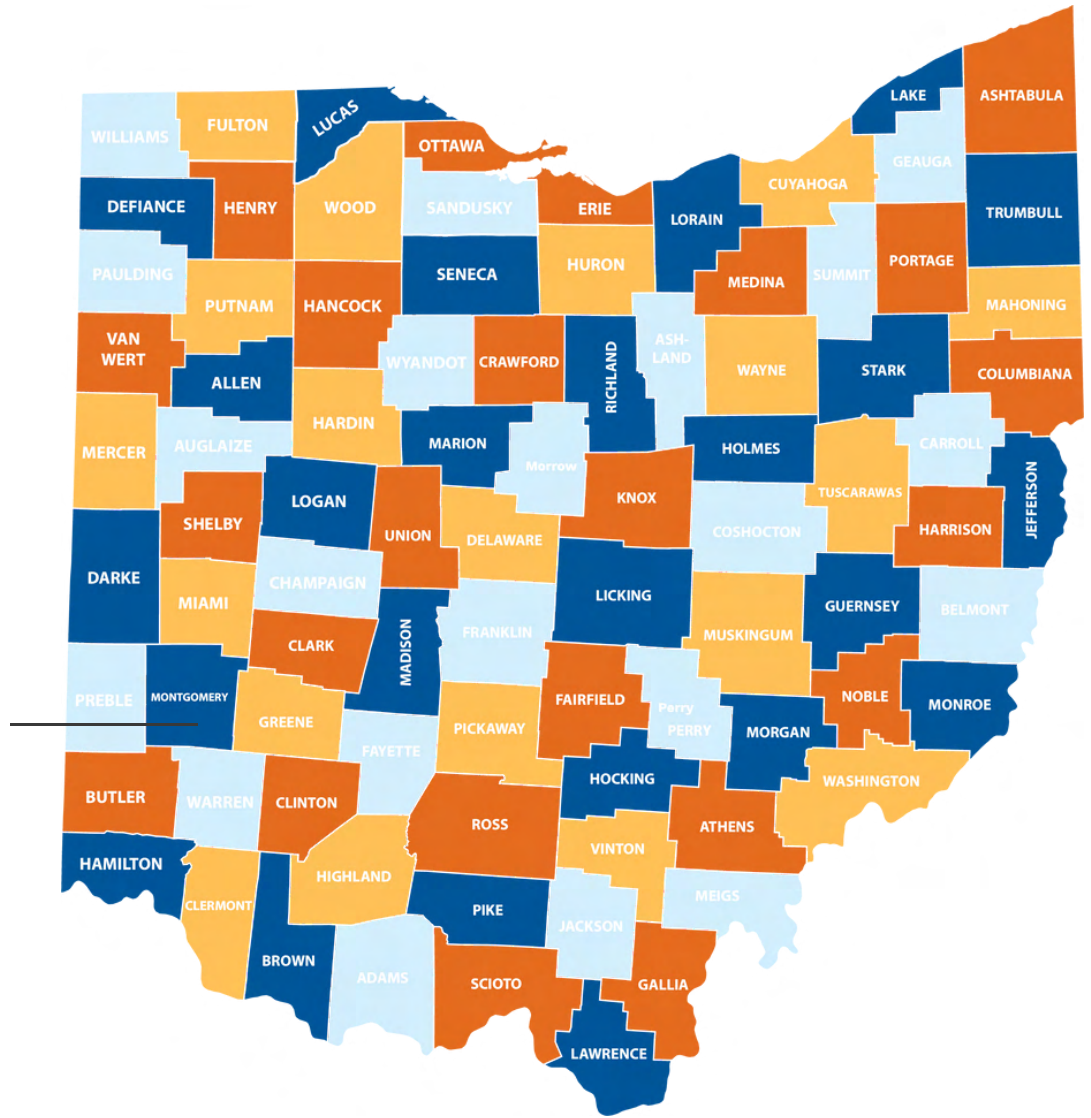 LAKE
ASHTABULA
LUCAS
WILLIAMS
FULTON
OTTAWA
GEAUGA
CUYAHOGA
DEFIANCE
HENRY
WOOD
SANDUSKY
ERIE
LORAIN
TRUMBULL
PAULDING
SENECA
HURON
MEDINA
SUMMIT
PORTAGE
PUTNAM
HANCOCK
MAHONING
VAN
WERT
ALLEN
WYANDOT
CRAWFORD
RICHLAND
ASH-
LAND
WAYNE
STARK
COLUMBIANA
MERCER
AUGLAIZE
HARDIN
MARION
Morrow
HOLMES
CARROLL
SHELBY
LOGAN
UNION
DELAWARE
KNOX
COSHOCTON
TUSCARAWAS
HARRISON
JEFFERSON
DARKE
MIAMI
CHAMPAIGN
LICKING
GUERNSEY
BELMONT
CLARK
MADISON
FRANKLIN
MUSKINGUM
PREBLE
MONTGOMERY
GREENE
FAYETTE
PICKAWAY
FAIRFIELD
Perry
PERRY
MORGAN
NOBLE
MONROE
BUTLER
WARREN
CLINTON
ROSS
HOCKING
ATHENS
WASHINGTON
HAMILTON
CLERMONT
HIGHLAND
VINTON
MEIGS
BROWN
ADAMS
PIKE
JACKSON
SCIOTO
GALLIA
LAWRENCE